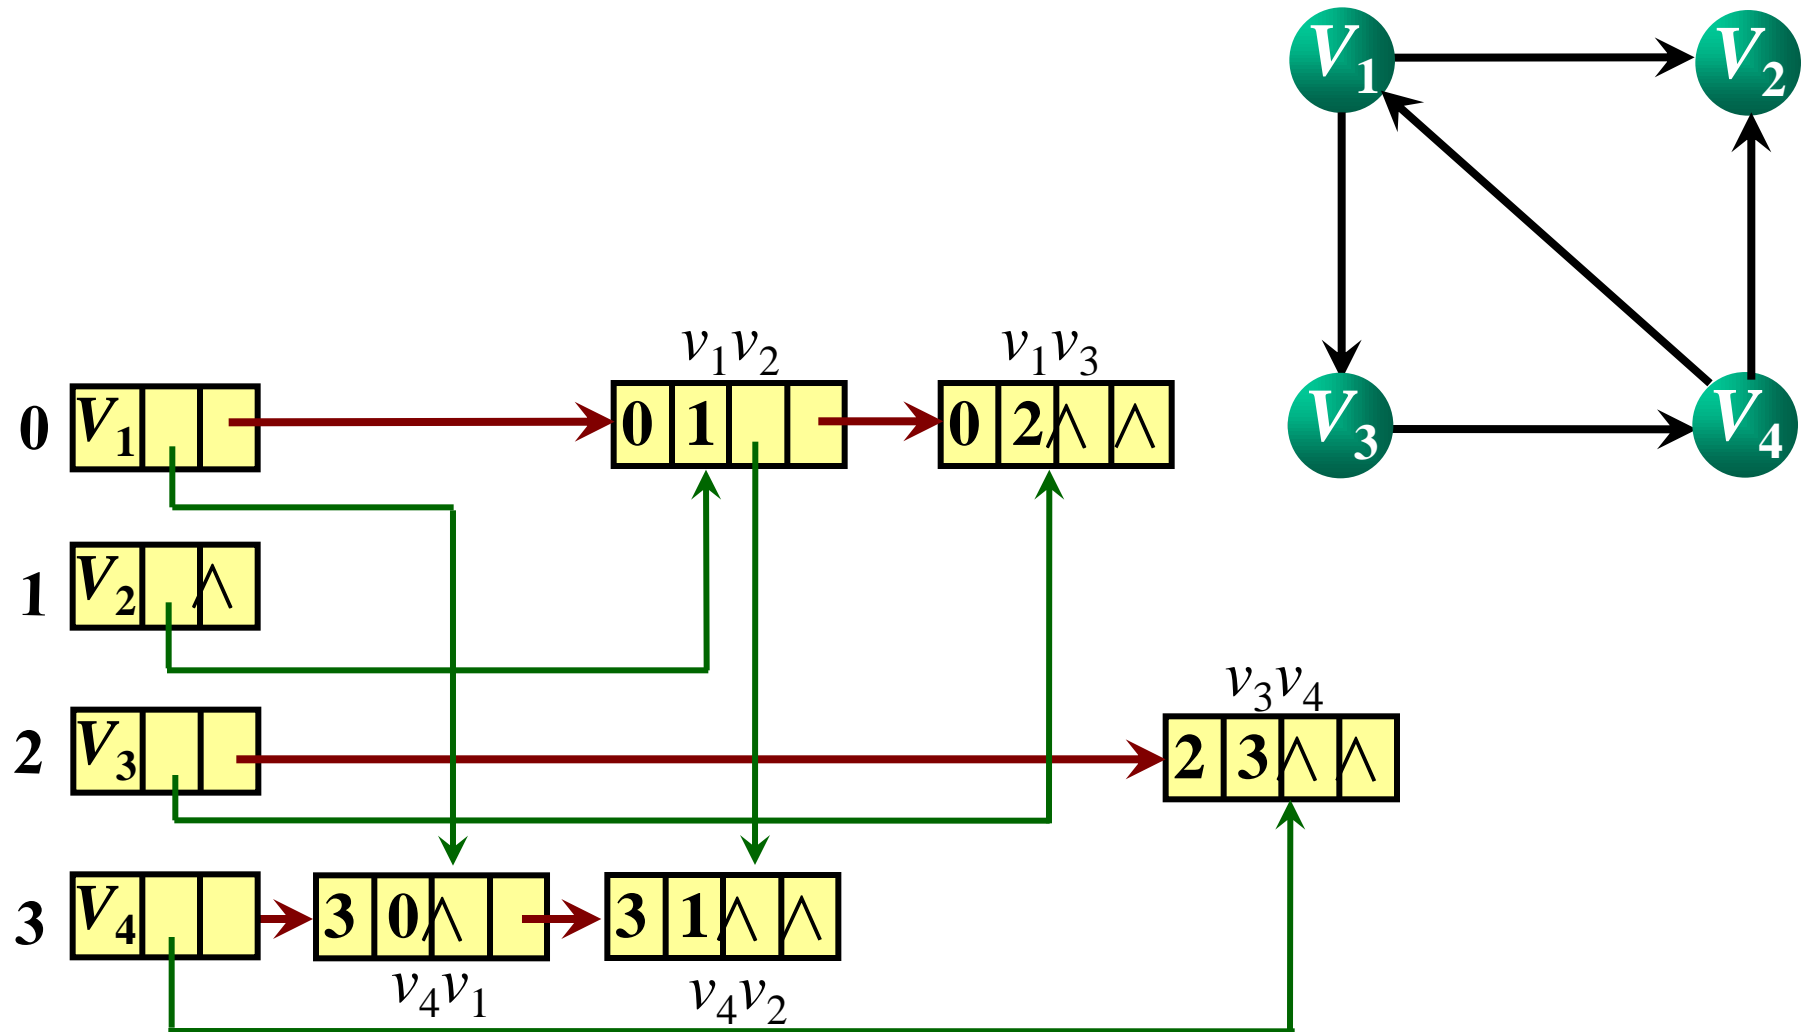 V1 V2
V3 V4
v1v2 v1v3
0 V1 0 1 ∧ 0 2 ∧ ∧
1 V2 ∧
v3v4
2 V3 2 3 ∧ ∧
3 V4 3 0 ∧ 3 1 ∧ ∧
v4v1 v4v2